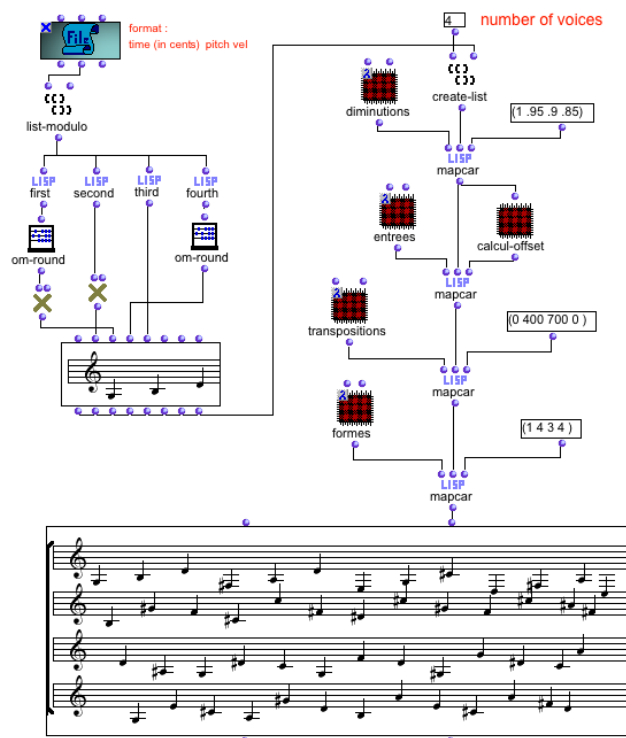 4
number of voices
format :
File
time (in cents) pitch vel
create-list
diminutions
(1 .95 .9 .85)
list-modulo
LISP
mapcar
LISP
LISP
LISP
LISP
first
second
third
fourth
entrees
calcul-offset
om-round
om-round
LISP
mapcar
transpositions
(0 400 700 0 )
LISP
mapcar
formes
(1 4 3 4 )
LISP
mapcar